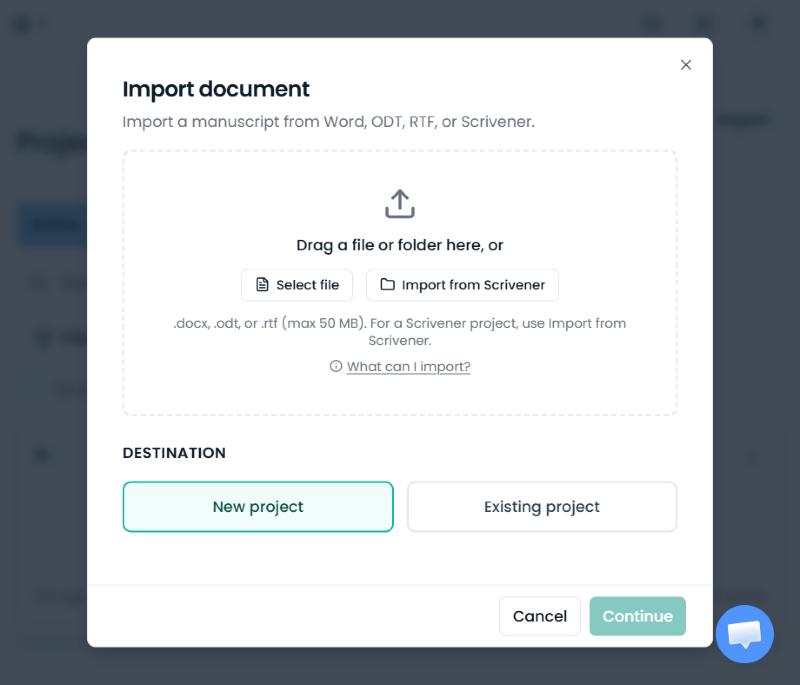 Import document
Import a manuscript from Word, ODT, RTF, or Scrivener.
Drag a file or folder here, or
Select file
Import from Scrivener
.docx, .odt, or .rtf (max 50 MB). For a Scrivener project, use Import from
Scrivener.
What can I import?
DESTINATION
New project
Existing project
Cancel
Continue